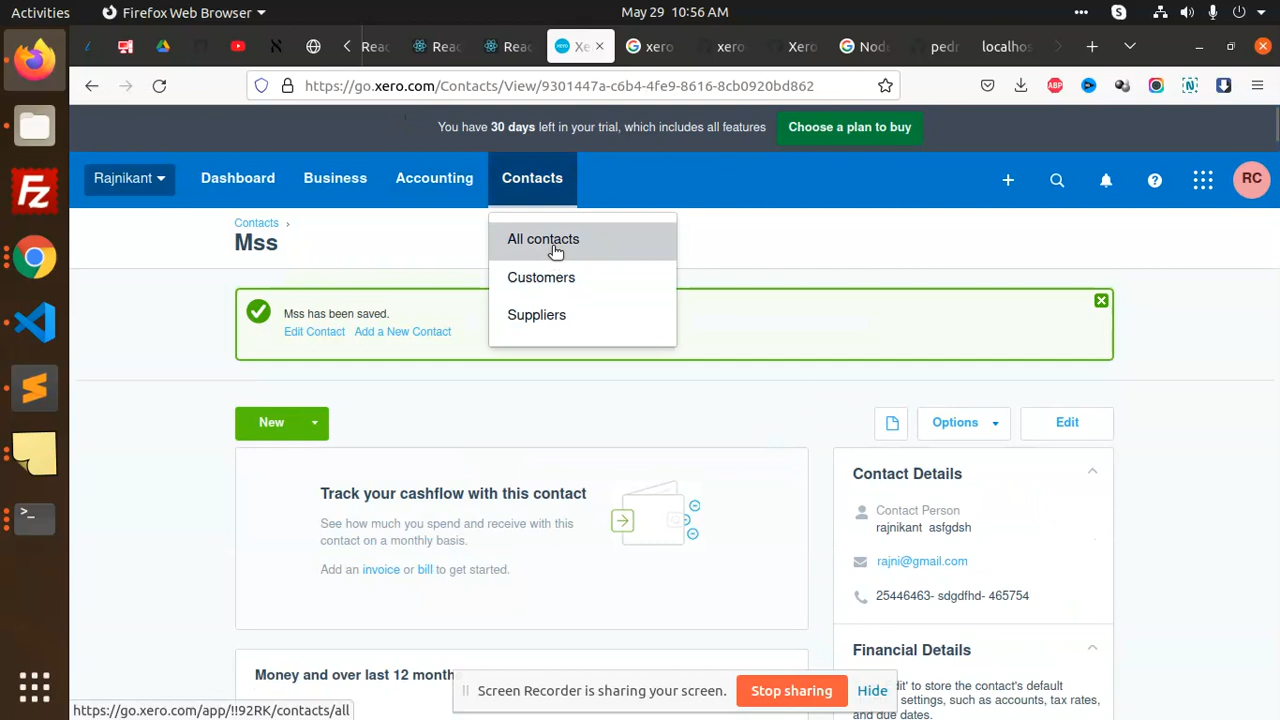 Activities
Firefox Web Browser
May 29 10:56 AM
Reac
Reac
Reac
Xe
xero
xero
Xero
Node
pedr
localhos
https://go.xero.com/Contacts/View/9301447a-c6b4-4fe9-8616-8cb0920bd862
ABP
You have 30 days left in your trial, which includes all features
Choose a plan to buy
Rajnikant
Dashboard
Business
Accounting
Contacts
RC
Contacts ›
Mss
All contacts
Customers
Suppliers
Mss has been saved.
Edit Contact Add a New Contact
New
Options
Edit
Track your cashflow with this contact
See how much you spend and receive with this
contact on a monthly basis.
Add an invoice or bill to get started.
Contact Details
Contact Person
rajnikant asfgdsh
rajni@gmail.com
25446463- sdgdfhd- 465754
Financial Details
dit' to store the contact's default
settings, such as accounts, tax rates,
and due dates.
Money and over last 12 month
Screen Recorder is sharing your screen.
Stop sharing
Hide
https://go.xero.com/app/!!92RK/contacts/all